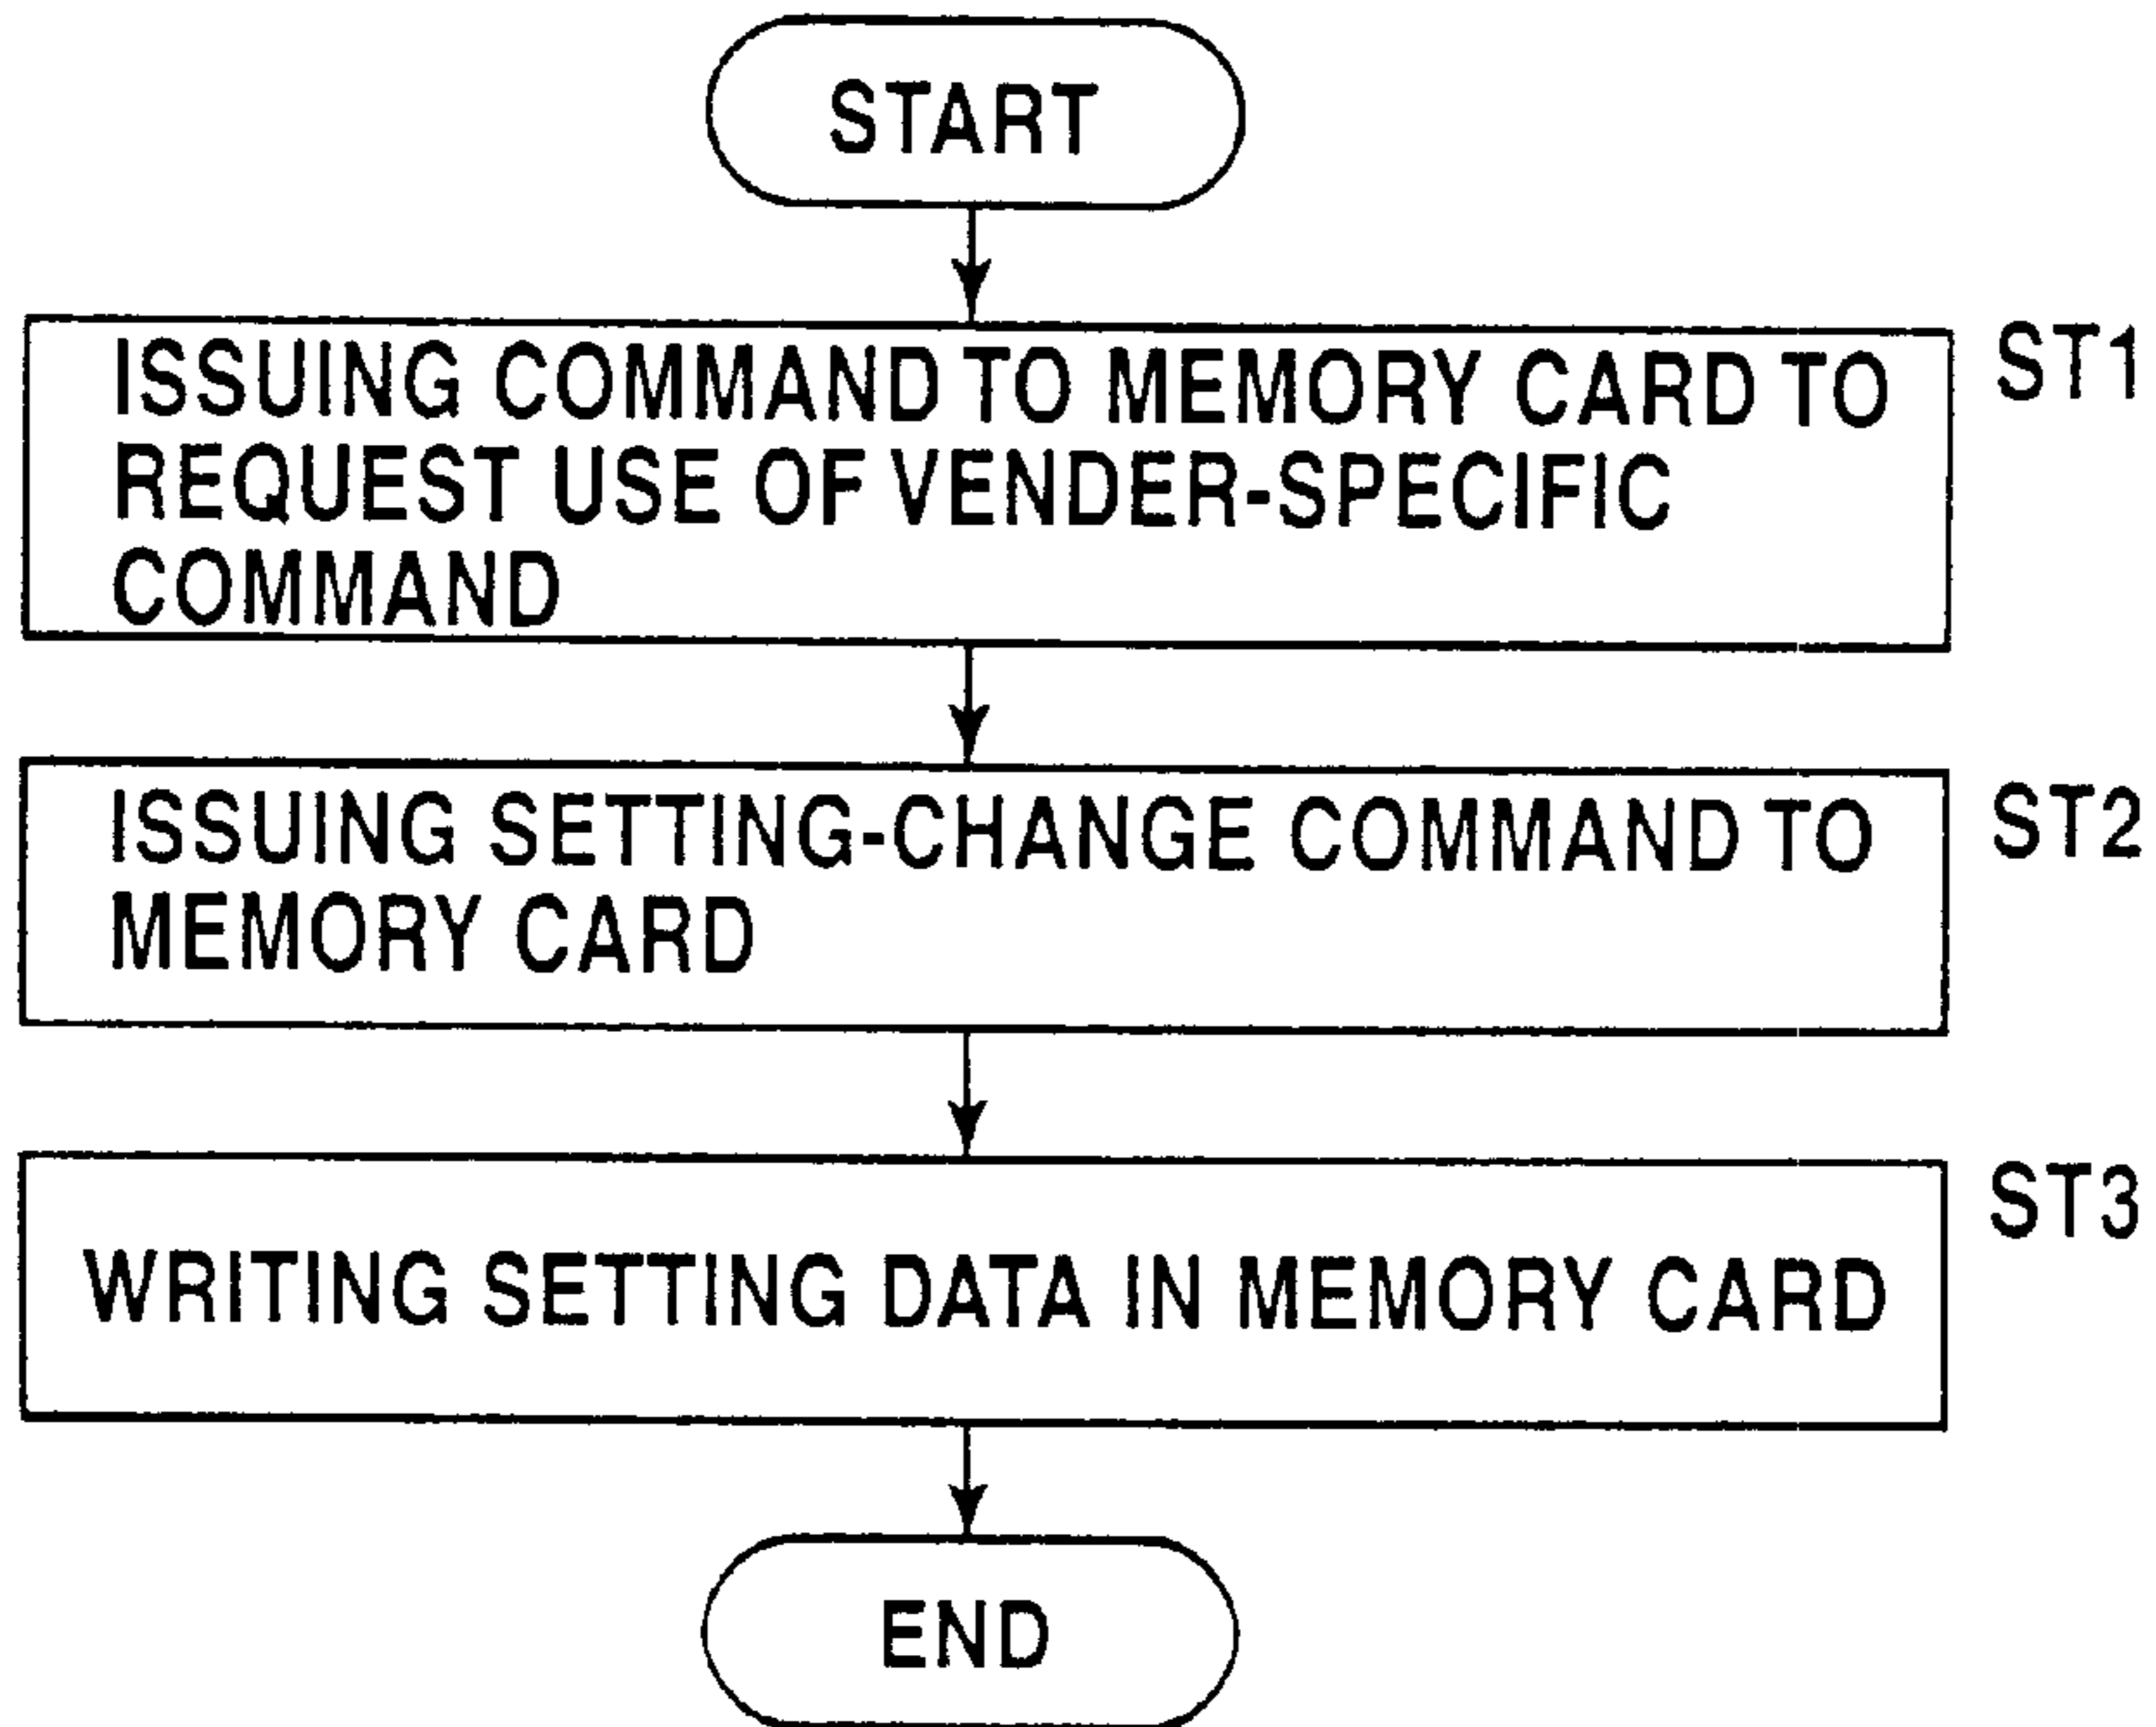 START
ISSUING COMMAND TO MEMORY CARD TO
REQUEST USE OF VENDER-SPECIFIC
COMMAND
ST1
ISSUING SETTING-CHANGE COMMAND TO
MEMORY CARD
ST2
WRITING SETTING DATA IN MEMORY CARD
ST3
END